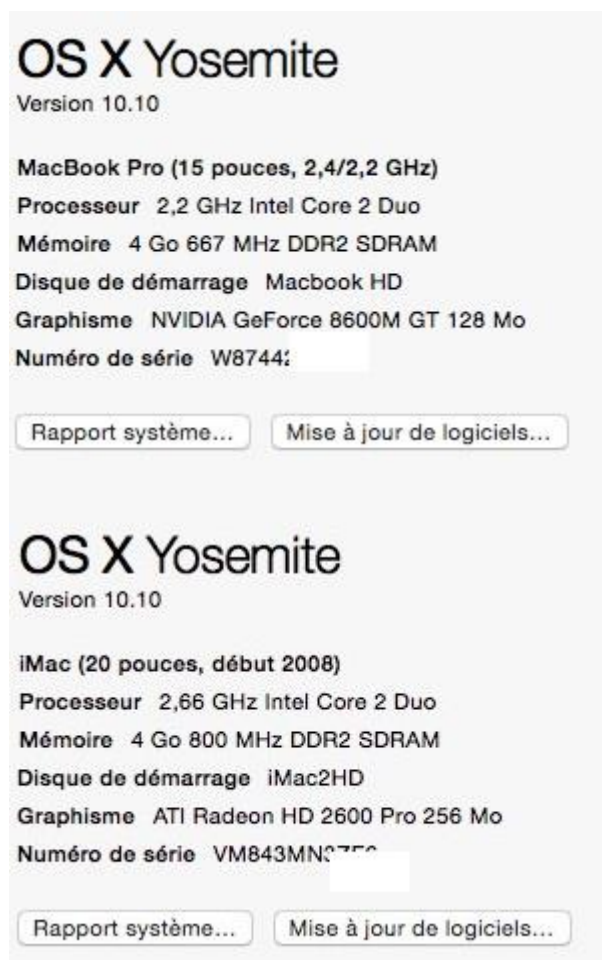 OS X Yosemite
Version 10.10
MacBook Pro (15 pouces, 2,4/2,2 GHz)
Processeur 2,2 GHz Intel Core 2 Duo
Mémoire 4 Go 667 MHz DDR2 SDRAM
Disque de démarrage Macbook HD
Graphisme NVIDIA GeForce 8600M GT 128 Mo
Numéro de série W8744
Rapport système... Mise à jour de logiciels...
OS X Yosemite
Version 10.10
iMac (20 pouces, début 2008)
Processeur 2,66 GHz Intel Core 2 Duo
Mémoire 4 Go 800 MHz DDR2 SDRAM
Disque de démarrage iMac2HD
Graphisme ATI Radeon HD 2600 Pro 256 Mo
Numéro de série VM843MN
Rapport système... Mise à jour de logiciels...